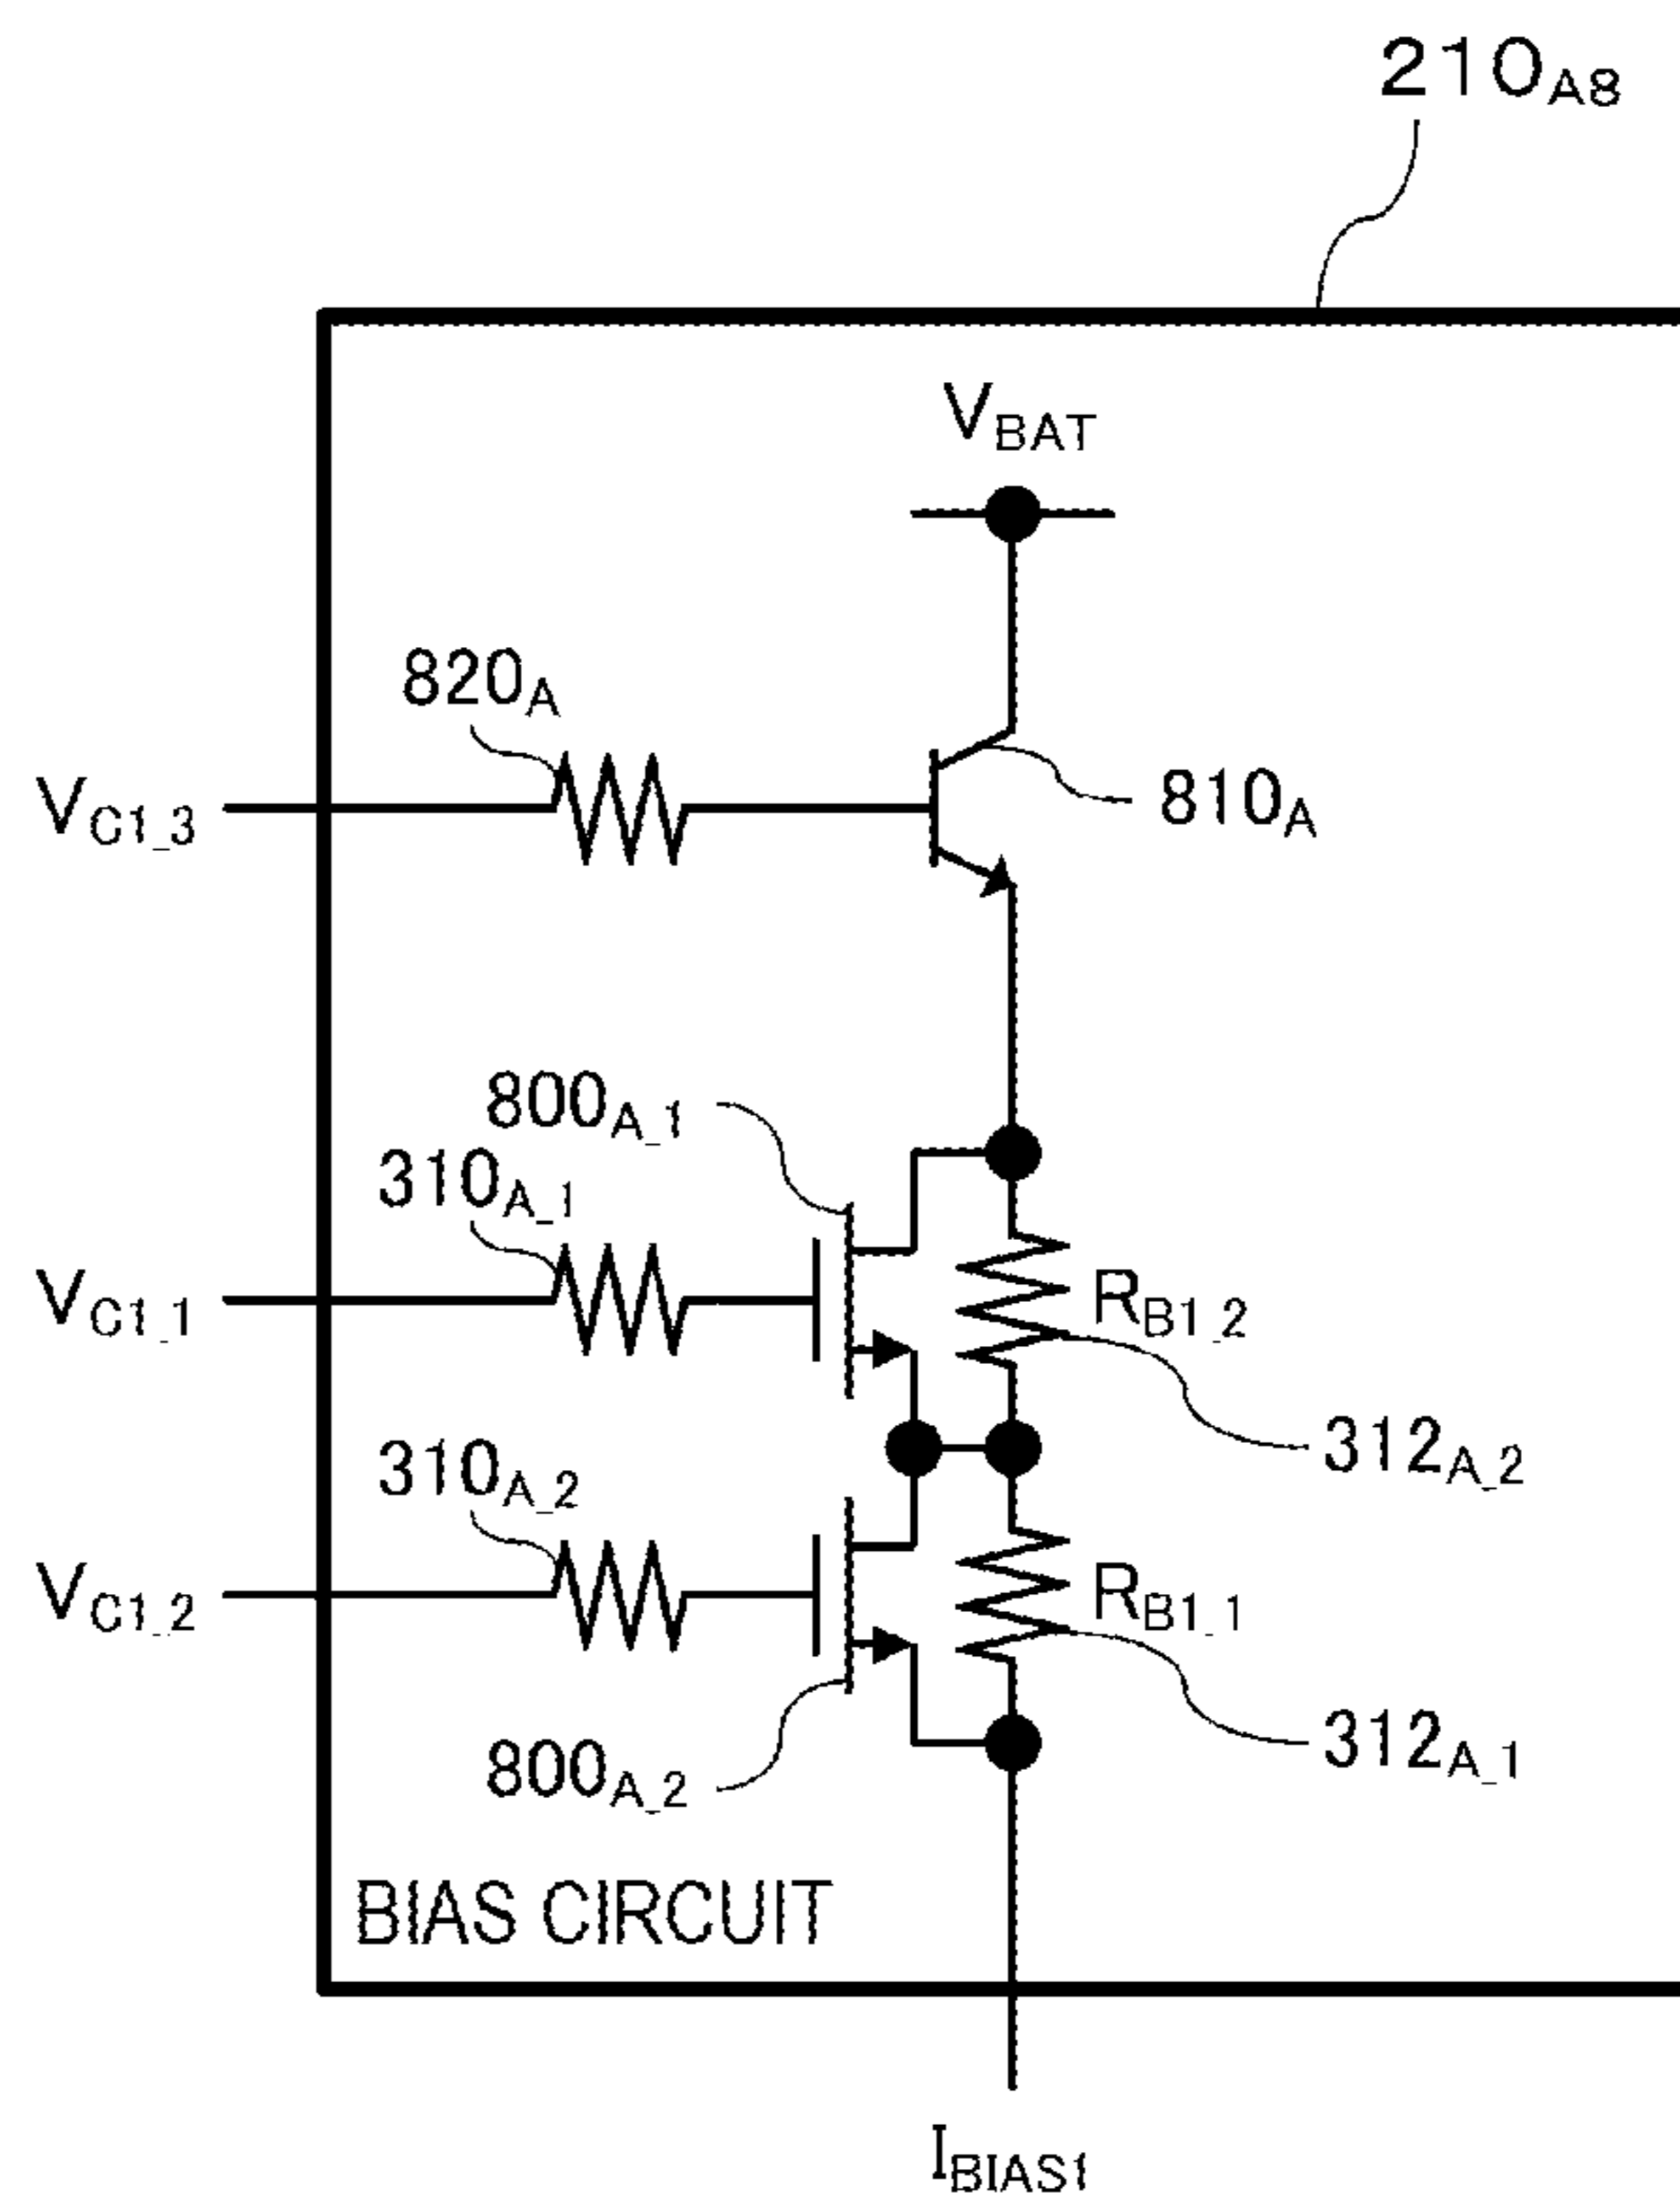 210A8
VBAT
820A
810A
VC1_3
800A_1
310A_1
VC1_1
RB1_2
312A_2
310A_2
VC1_2
RB1_1
312A_1
800A_2
BIAS CIRCUIT
IBIAS1